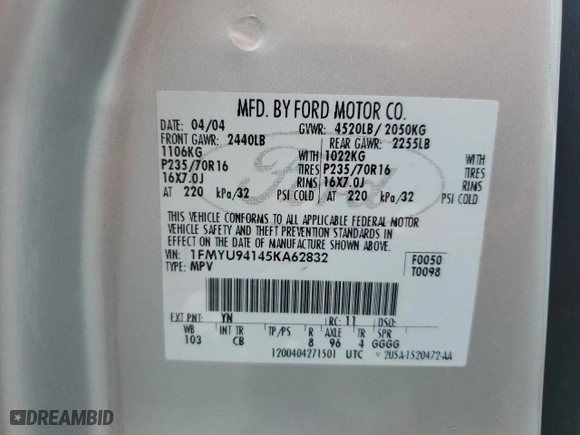 MFD. BY FORD MOTOR CO.
DATE: 04/04 GVWR: 4520LB/ 2050KG
FRONT GAWR: 2440LB REAR GAWR: 2255LB
1106KG WITH 1022KG WITH
P235/70R16 TIRES P235/70R16 TIRES
16X7.0J RIMS 16X7.0J RIMS
AT 220 kPa/32 PSI COLD AT 220 kPa/32 PSI COLD
THIS VEHICLE CONFORMS TO ALL APPLICABLE FEDERAL MOTOR
VEHICLE SAFETY AND THEFT PREVENTION STANDARDS IN
EFFECT ON THE DATE OF MANUFACTURE SHOWN ABOVE.
VIN: 1FMYU94145KA62832 F0050
TYPE: MPV T0098
EXT PNT: YN RC: 11 DSO:
WB INT TR TP/PS R AXLE TR SPR
103 CB 8 96 4 GGGG
1200404271501 UTC 2U5A-1520472-AA
Ford
DREAMBID